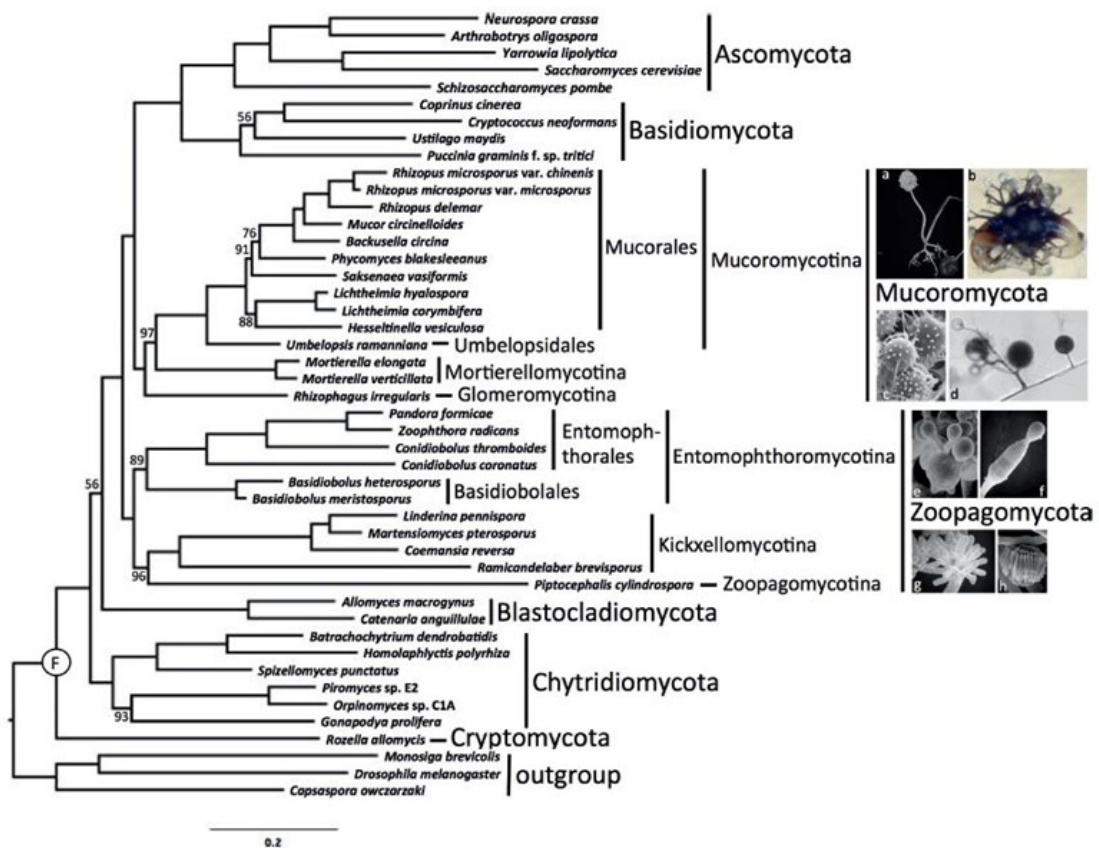 Neurospora crassa
Arthrobotrys oligospora
Yarrowia lipolytica
Saccharomyces cerevisiae
Schizosaccharomyces pombe
Ascomycota
Coprinus cinerea
56
Cryptococcus neoformans
Ustilago maydis
Puccinia graminis f. sp. tritici
Basidiomycota
Rhizopus microsporus var. chinenis
Rhizopus microsporus var. microsporus
Rhizopus delemar
Mucor circinelloides
76
Backusella circina
91
Phycomyces blakesleeanus
Saksenaea vasiformis
Lichtheimia hyalospora
Lichtheimia corymbifera
88
Hesseltinella vesiculosa
Mucorales
Mucoromycotina
97
Umbelopsis ramanniana
Umbelopsidales
Mortierella elongata
Mortierella verticillata
Mortierellomycotina
Rhizophagus irregularis
Glomeromycotina
a
b
Mucoromycota
c
d
Pandora formicae
Zoophthora radicans
Conidiobolus thromboides
Conidiobolus coronatus
Entomoph-
thorales
89
Basidiobolus heterosporus
Basidiobolus meristosporus
Basidiobolales
Entomophthoromycotina
56
Linderina pennispora
Martensiomyces pterosporus
Coemansia reversa
Ramicandelaber brevisporus
Kickxellomycotina
96
Piptocephalis cylindrospora
Zoopagomycotina
e
f
Zoopagomycota
g
h
Allomyces macrogynus
Catenaria anguillulae
Blastocladiomycota
Batrachochytrium dendrobatidis
Homolaphlyctis polyrhiza
Spizellomyces punctatus
Piromyces sp. E2
Orpinomyces sp. C1A
93
Gonapodya prolifera
Chytridiomycota
F
Rozella allomycis
Cryptomycota
Monosiga brevicolis
Drosophila melanogaster
Capsaspora owczarzaki
outgroup
0.2